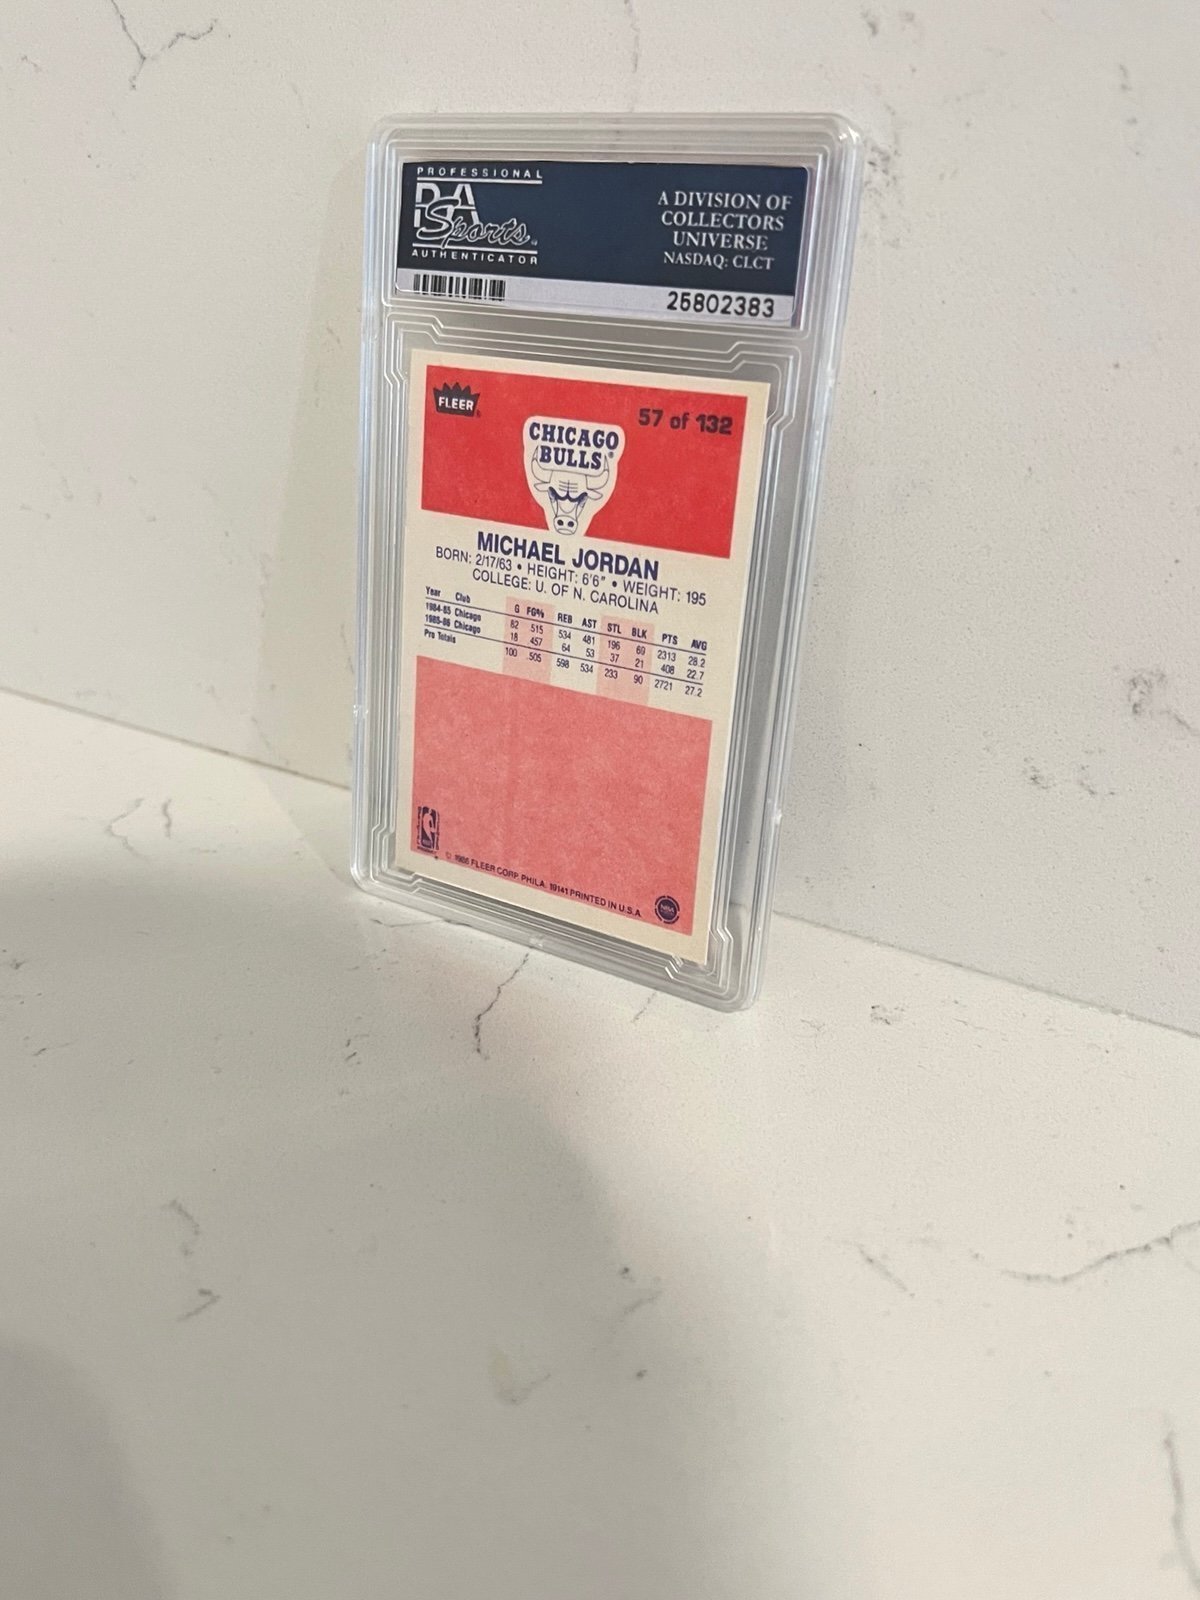 PROFESSIONAL
PSA
Sports
AUTHENTICATOR
A DIVISION OF
COLLECTORS
UNIVERSE
NASDAQ: CLCT
25802383
FLEER®
57 of 132
CHICAGO
BULLS®
MICHAEL JORDAN
BORN: 2/17/63 • HEIGHT: 6'6" • WEIGHT: 195
COLLEGE: U. OF N. CAROLINA
Year Club G FG% REB AST STL BLK PTS AVG
1984-85 Chicago 82 .515 534 481 196 69 2313 28.2
1985-86 Chicago 18 .457 64 53 37 21 408 22.7
Pro Totals 100 .505 598 534 233 90 2721 27.2
© 1986 FLEER CORP. PHILA. 19141 PRINTED IN U.S.A.